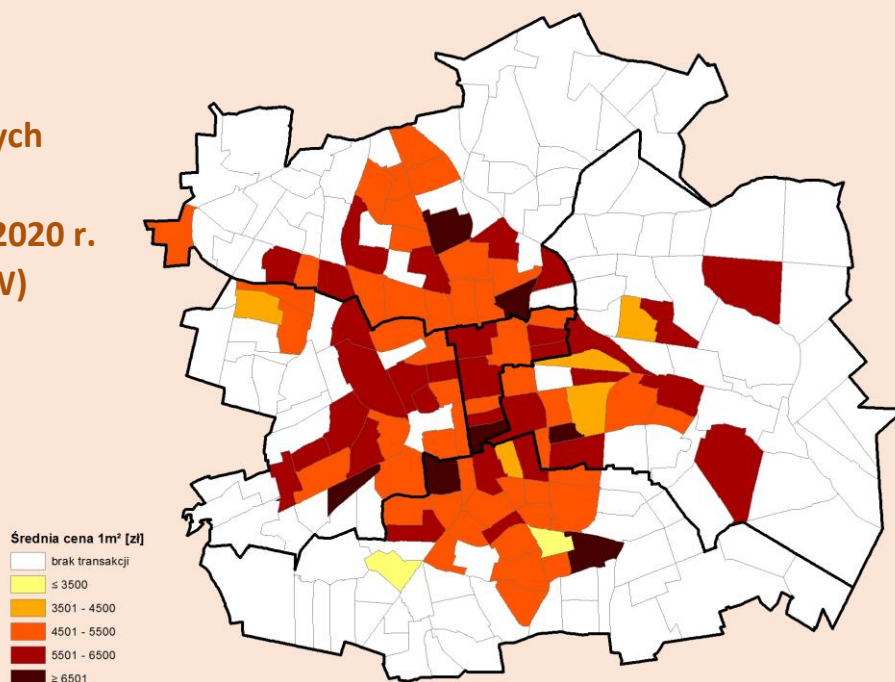 ych
2020 r.
V)
Średnia cena 1m² [zł]
brak transakcji
≤ 3500
3501 - 4500
4501 - 5500
5501 - 6500
≥ 6501